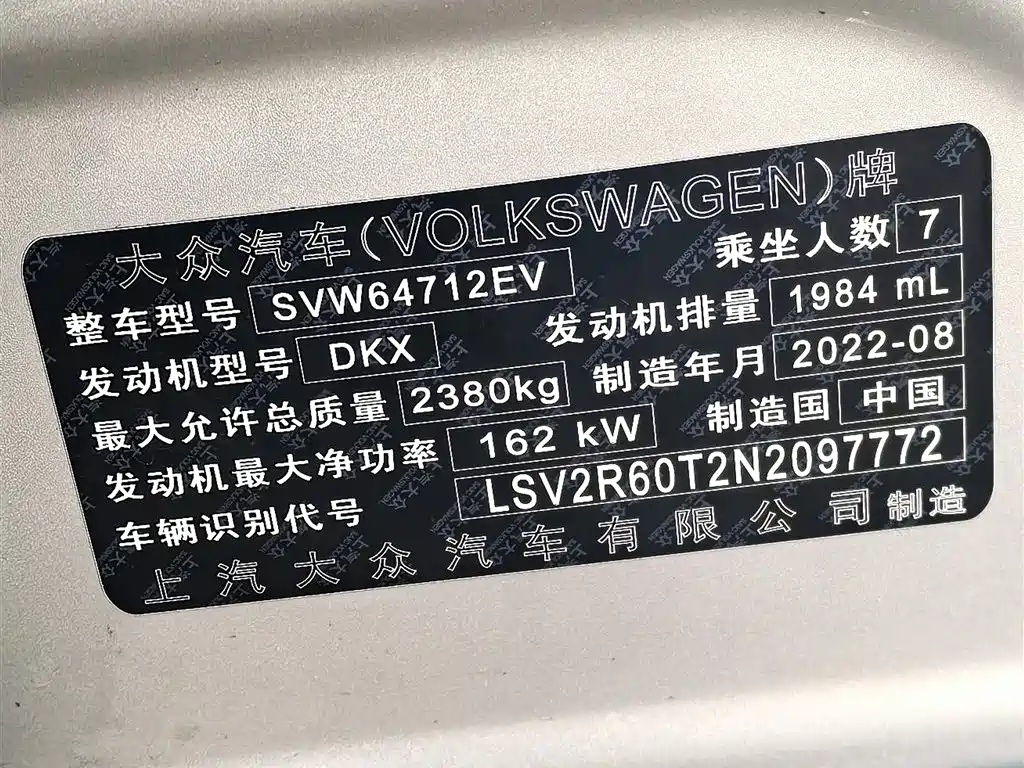 大众汽车(VOLKSWAGEN)牌
整车型号 SVW64712EV 乘坐人数 7
发动机型号 DKX 发动机排量 1984 mL
最大允许总质量 2380kg 制造年月 2022-08
发动机最大净功率 162 kW 制造国 中国
车辆识别代号 LSV2R60T2N2097772
上汽大众汽车有限公司制造